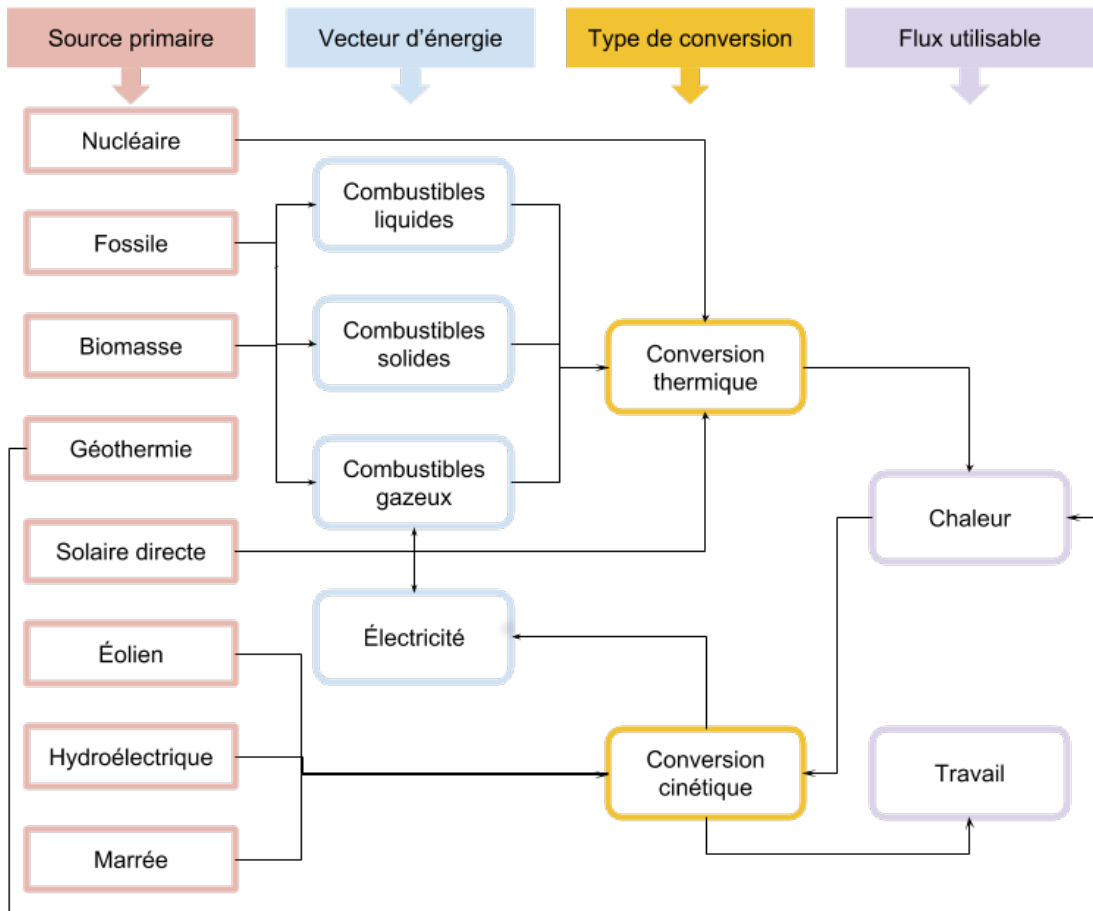 Source primaire
Vecteur d'énergie
Type de conversion
Flux utilisable
Nucléaire
Combustibles
liquides
Fossile
Biomasse
Combustibles
solides
Conversion
thermique
Géothermie
Combustibles
gazeux
Chaleur
Solaire directe
Électricité
Éolien
Hydroélectrique
Conversion
cinétique
Travail
Marrée